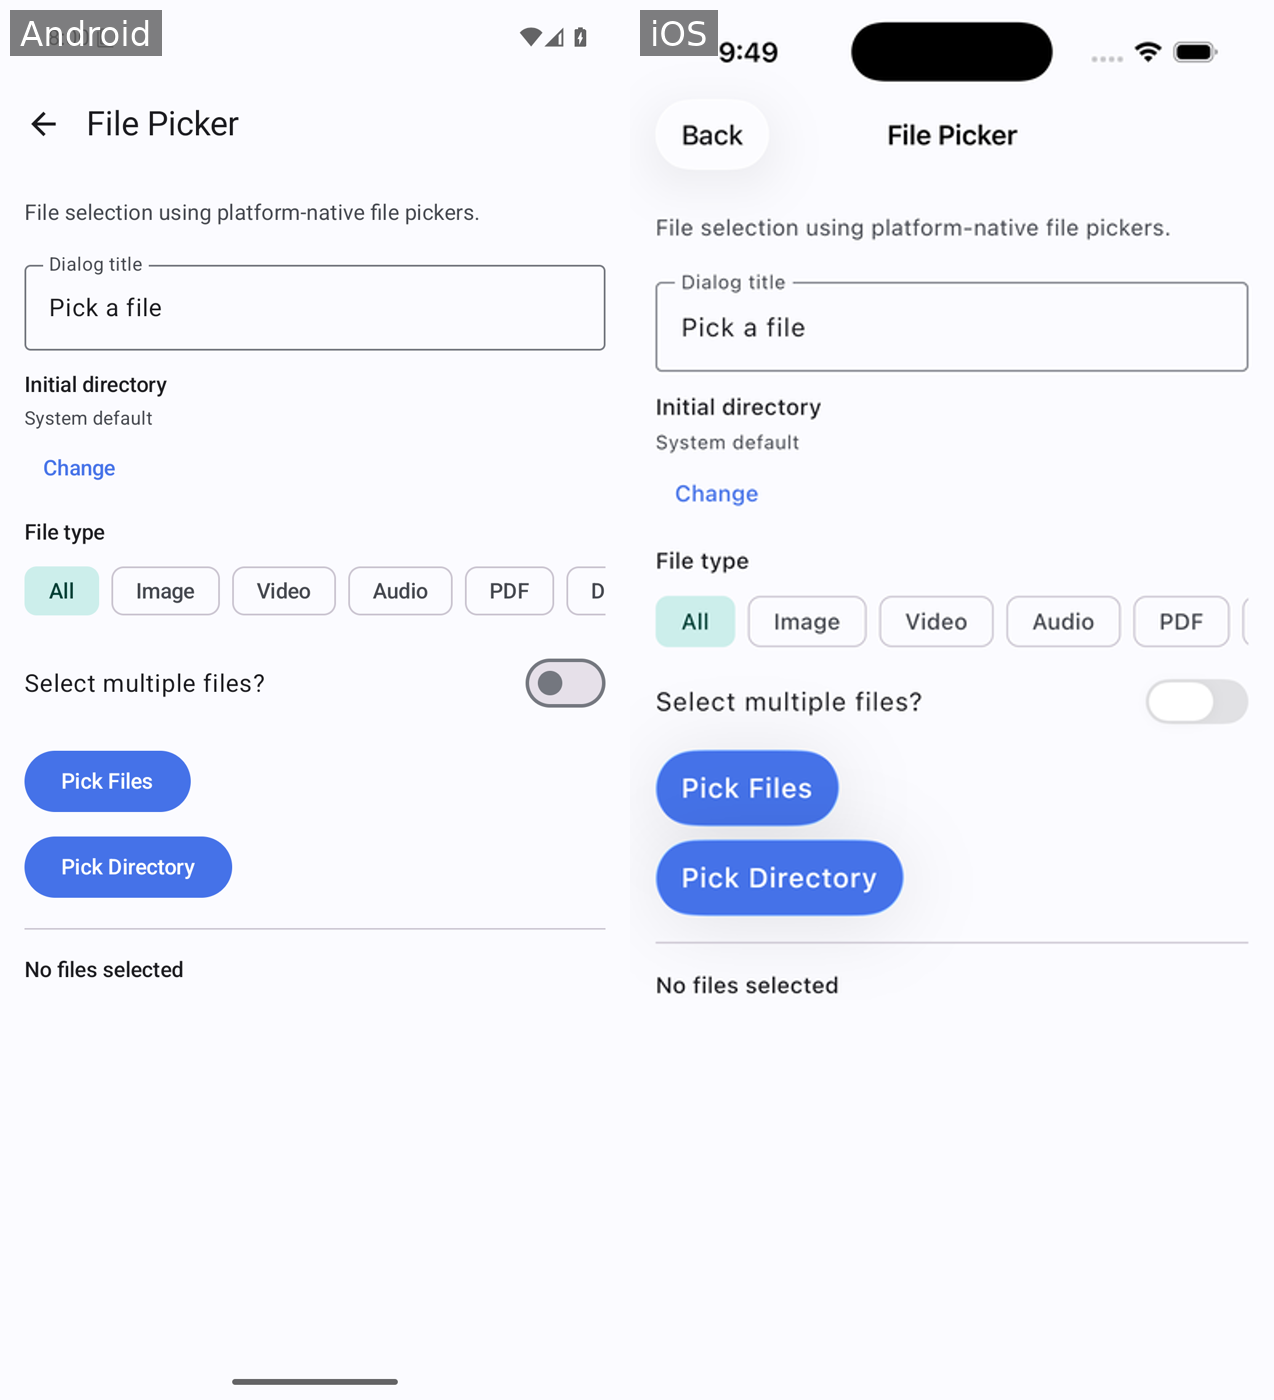 Android
File Picker
File selection using platform-native file pickers.
Dialog title
Pick a file
Initial directory
System default
Change
File type
All Image Video Audio PDF D
Select multiple files?
Pick Files
Pick Directory
No files selected
iOS
9:49
Back File Picker
File selection using platform-native file pickers.
Dialog title
Pick a file
Initial directory
System default
Change
File type
All Image Video Audio PDF
Select multiple files?
Pick Files
Pick Directory
No files selected